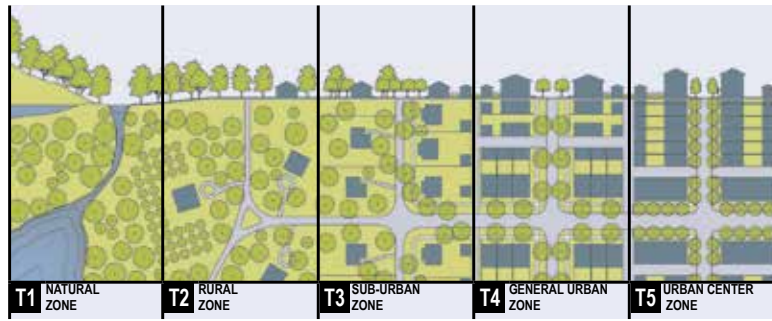 T1 NATURAL
ZONE
T2 RURAL
ZONE
T3 SUB-URBAN
ZONE
T4 GENERAL URBAN
ZONE
T5 URBAN CENTER
ZONE